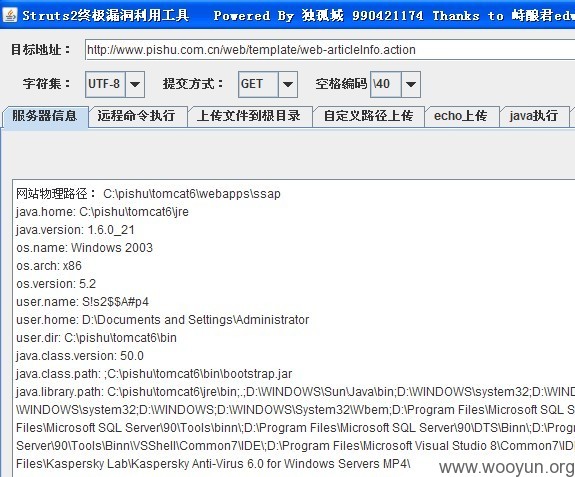 Struts2终极漏洞利用工具 Powered By 独孤城 990421174 Thanks to 峙酿君edw
目标地址： http://www.pishu.com.cn/web/template/web-articleInfo.action
字符集： UTF-8 提交方式： GET 空格编码 \40
服务器信息 远程命令执行 上传文件到根目录 自定义路径上传 echo上传 java执行
网站物理路径： C:\pishu\tomcat6\webapps\ssap
java.home: C:\pishu\tomcat6\jre
java.version: 1.6.0_21
os.name: Windows 2003
os.arch: x86
os.version: 5.2
user.name: S!s2$$A#p4
user.home: D:\Documents and Settings\Administrator
user.dir: C:\pishu\tomcat6\bin
java.class.version: 50.0
java.class.path: ;C:\pishu\tomcat6\bin\bootstrap.jar
java.library.path: C:\pishu\tomcat6\jre\bin;.;D:\WINDOWS\Sun\Java\bin;D:\WINDOWS\system32;D:\WIND
\WINDOWS\system32;D:\WINDOWS;D:\WINDOWS\System32\Wbem;D:\Program Files\Microsoft SQL S
Files\Microsoft SQL Server\90\Tools\binn\;D:\Program Files\Microsoft SQL Server\90\DTS\Binn\;D:\Progr
Server\90\Tools\Binn\VSShell\Common7\IDE\;D:\Program Files\Microsoft Visual Studio 8\Common7\ID
Files\Kaspersky Lab\Kaspersky Anti-Virus 6.0 for Windows Servers MP4\
www.wooyun.org